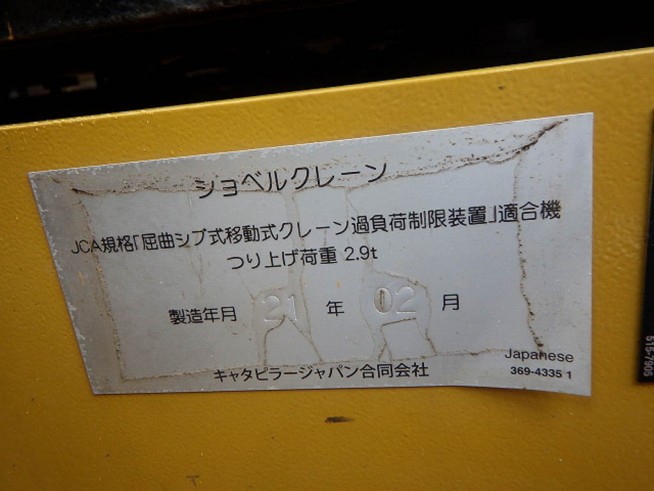 ショベルクレーン
JCA規格｢屈曲ジブ式移動式クレーン過負荷制限装置｣適合機
つり上げ荷重 2.9t
製造年月 21 年 02 月
キャタピラージャパン合同会社
Japanese
369-4335 1